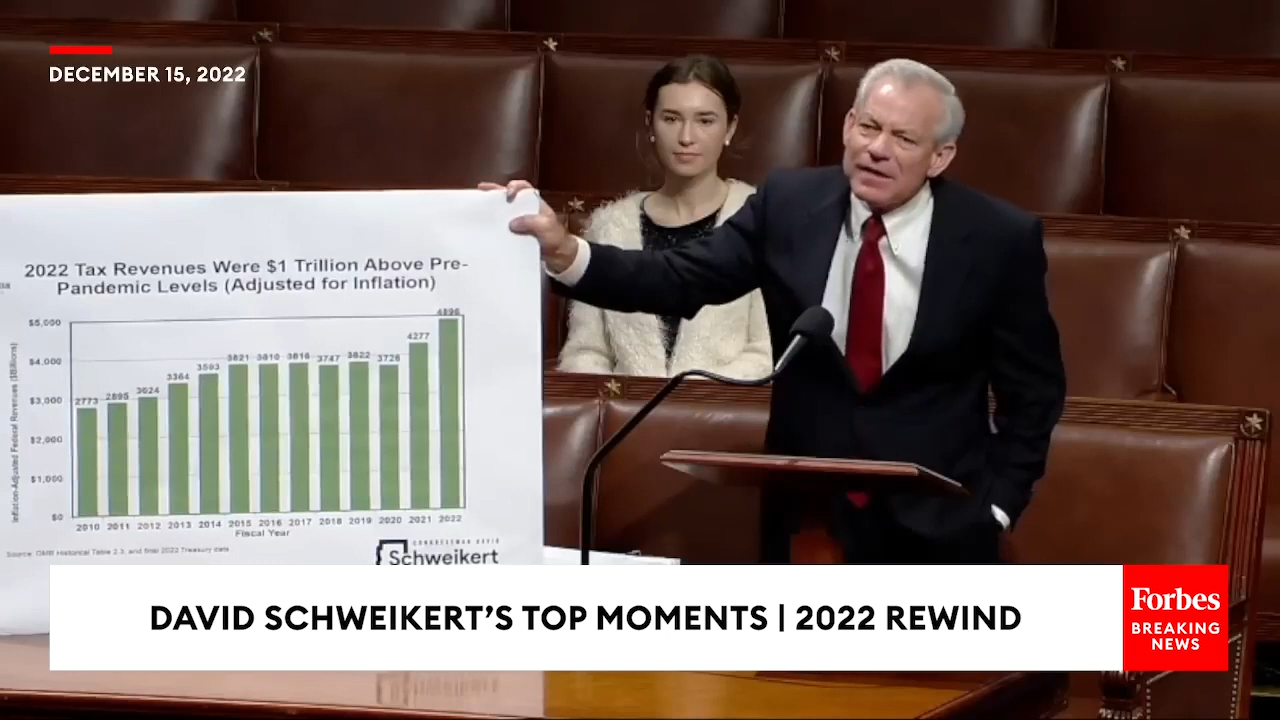 DECEMBER 15, 2022
2022 Tax Revenues Were $1 Trillion Above Pre-
Pandemic Levels (Adjusted for Inflation)
Inflation-Adjusted Federal Revenues ($Billions)
$5,000
$4,000
$3,000
$2,000
$1,000
$0
2773 2895 3024 3364 3593 3821 3810 3816 3747 3822 3726 4277 4896
2010 2011 2012 2013 2014 2015 2016 2017 2018 2019 2020 2021 2022
Fiscal Year
Source: OMB Historical Table 2.3, and final 2022 Treasury data
CONGRESSMAN DAVID
Schweikert
DAVID SCHWEIKERT’S TOP MOMENTS | 2022 REWIND
Forbes
BREAKING
NEWS